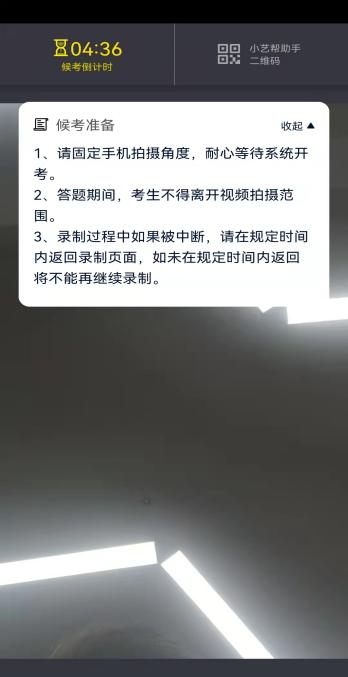 04:36
候考倒计时
小艺帮助手
二维码
候考准备
收起
1、请固定手机拍摄角度，耐心等待系统开
考。
2、答题期间，考生不得离开视频拍摄范
围。
3、录制过程中如果被中断，请在规定时间
内返回录制页面，如未在规定时间内返回
将不能再继续录制。